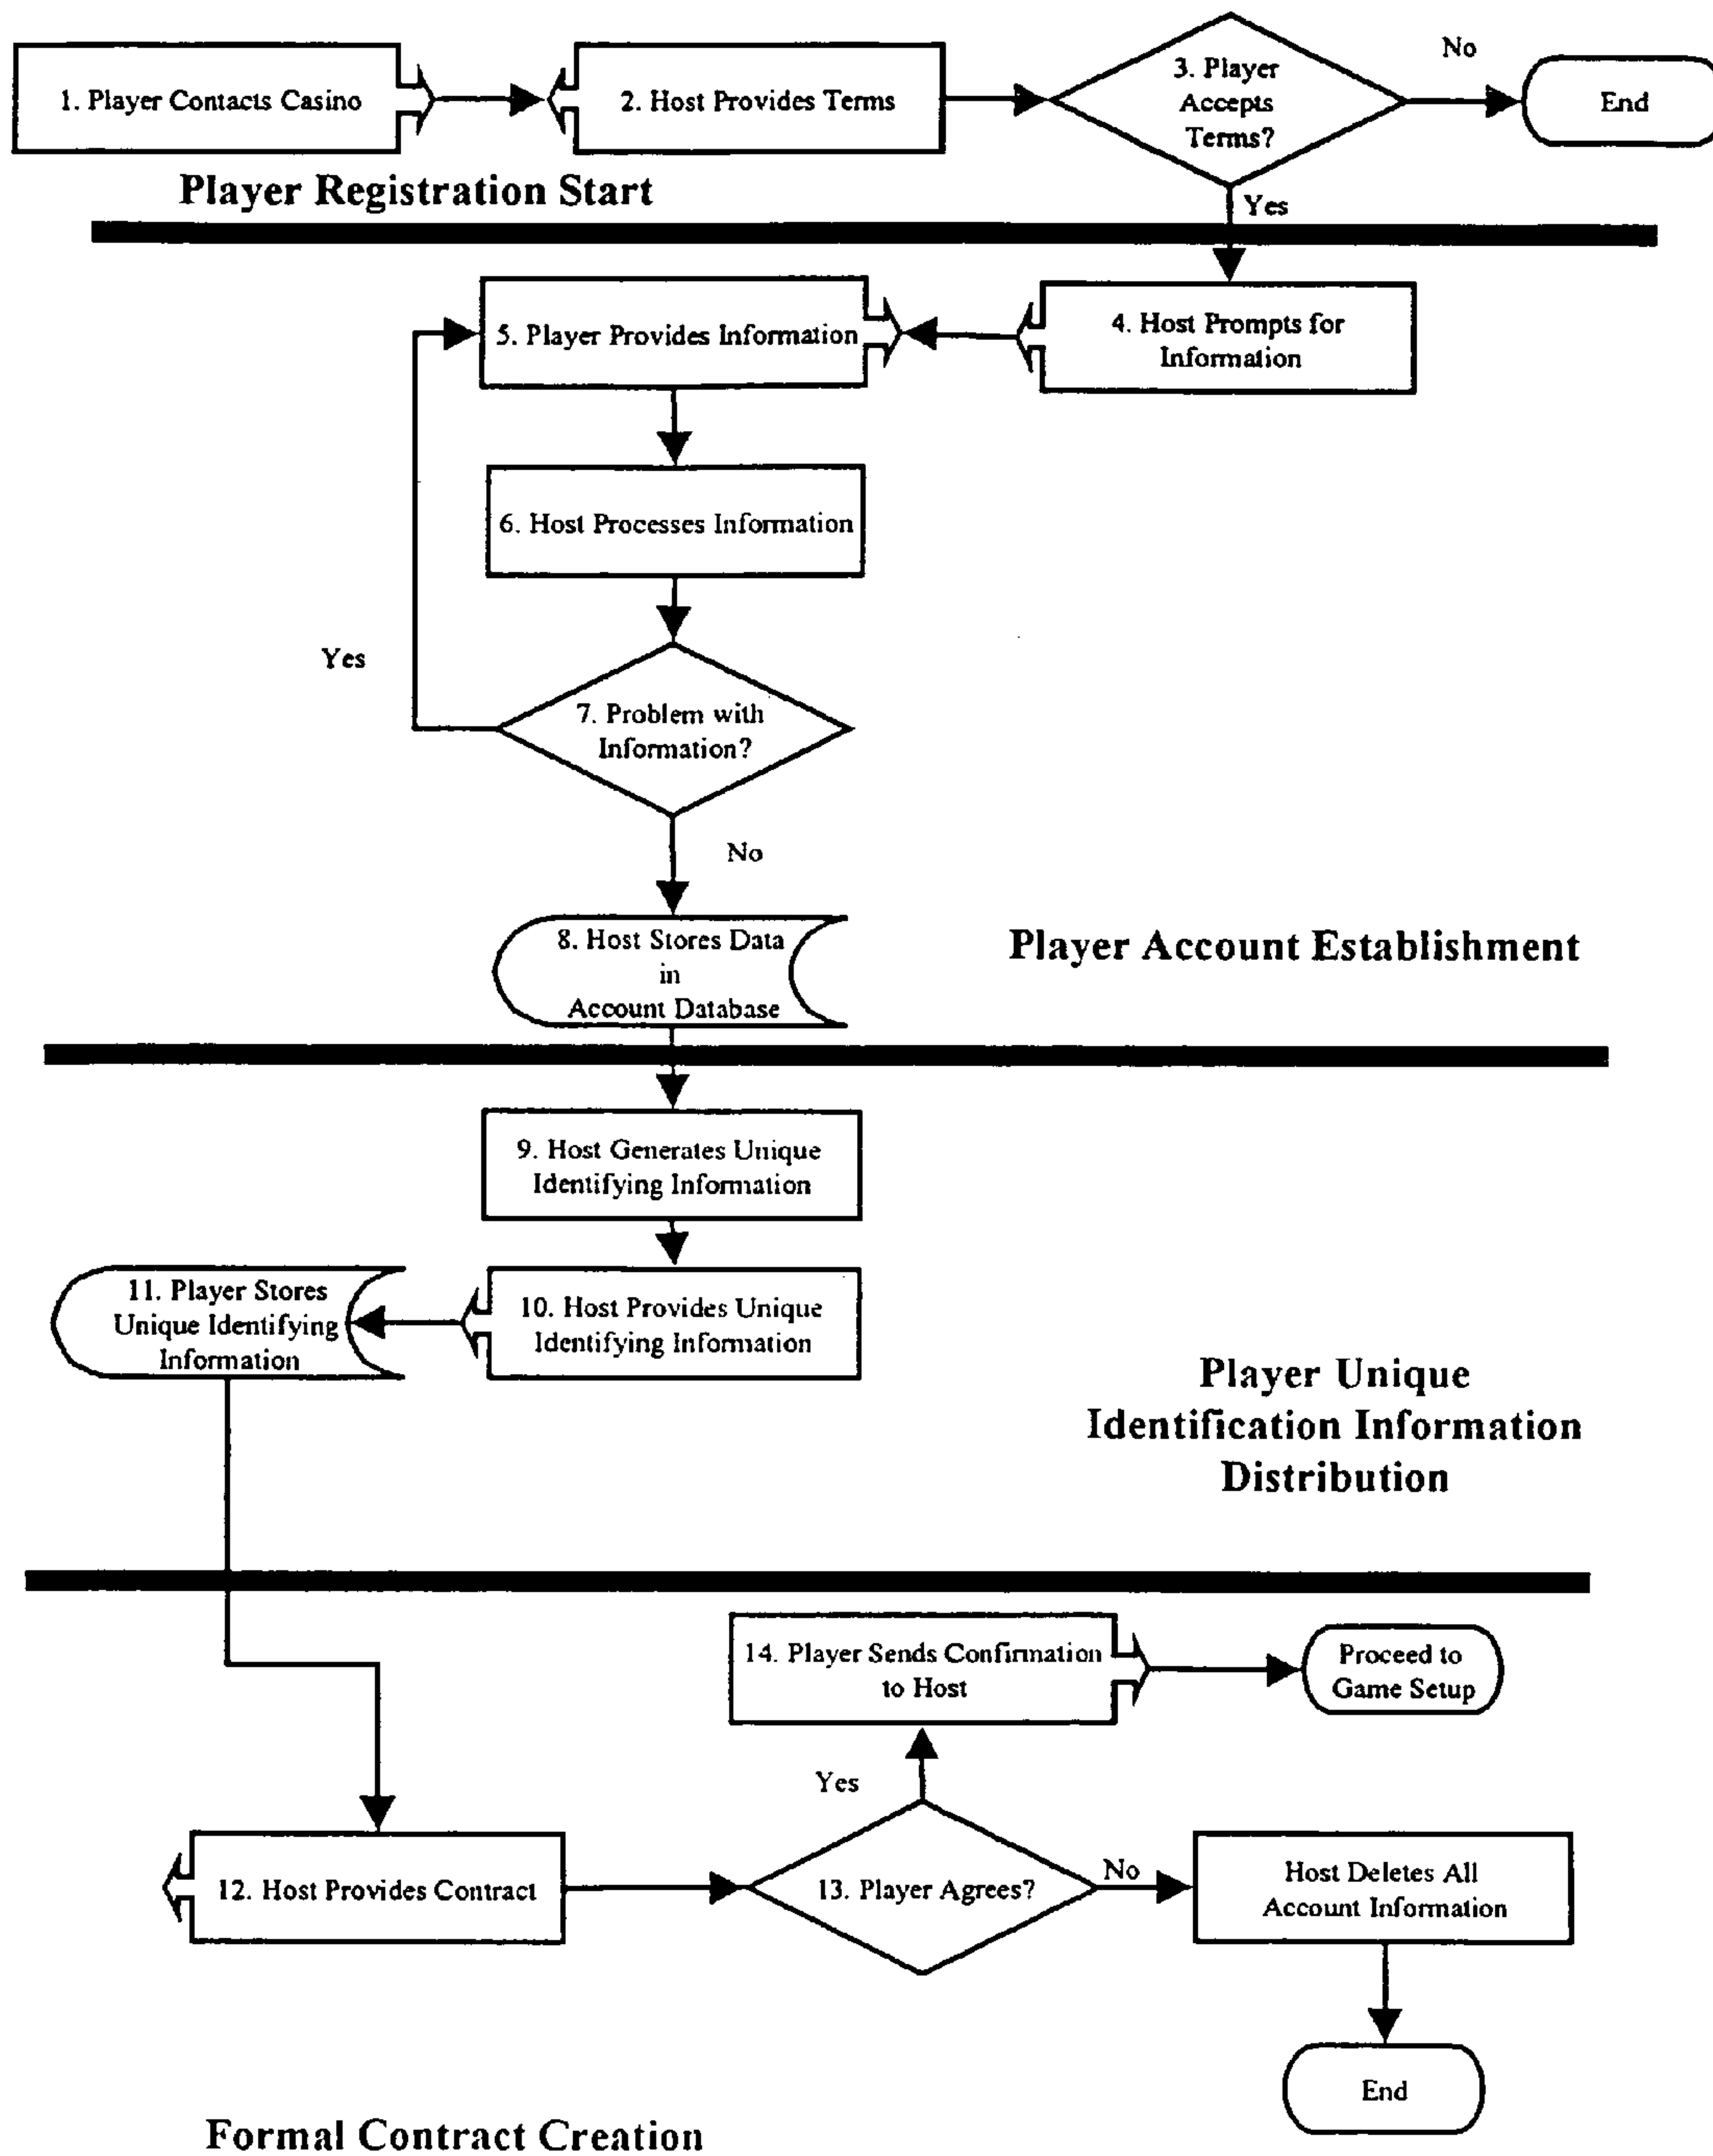 1. Player Contacts Casino
2. Host Provides Terms
3. Player
Accepts
Terms?
No
End
Player Registration Start
Yes
4. Host Prompts for
Information
5. Player Provides Information
6. Host Processes Information
Yes
7. Problem with
Information?
No
8. Host Stores Data
in
Account Database
Player Account Establishment
9. Host Generates Unique
Identifying Information
10. Host Provides Unique
Identifying Information
11. Player Stores
Unique Identifying
Information
Player Unique
Identification Information
Distribution
14. Player Sends Confirmation
to Host
Proceed to
Game Setup
Yes
12. Host Provides Contract
13. Player Agrees?
No
Host Deletes All
Account Information
End
Formal Contract Creation